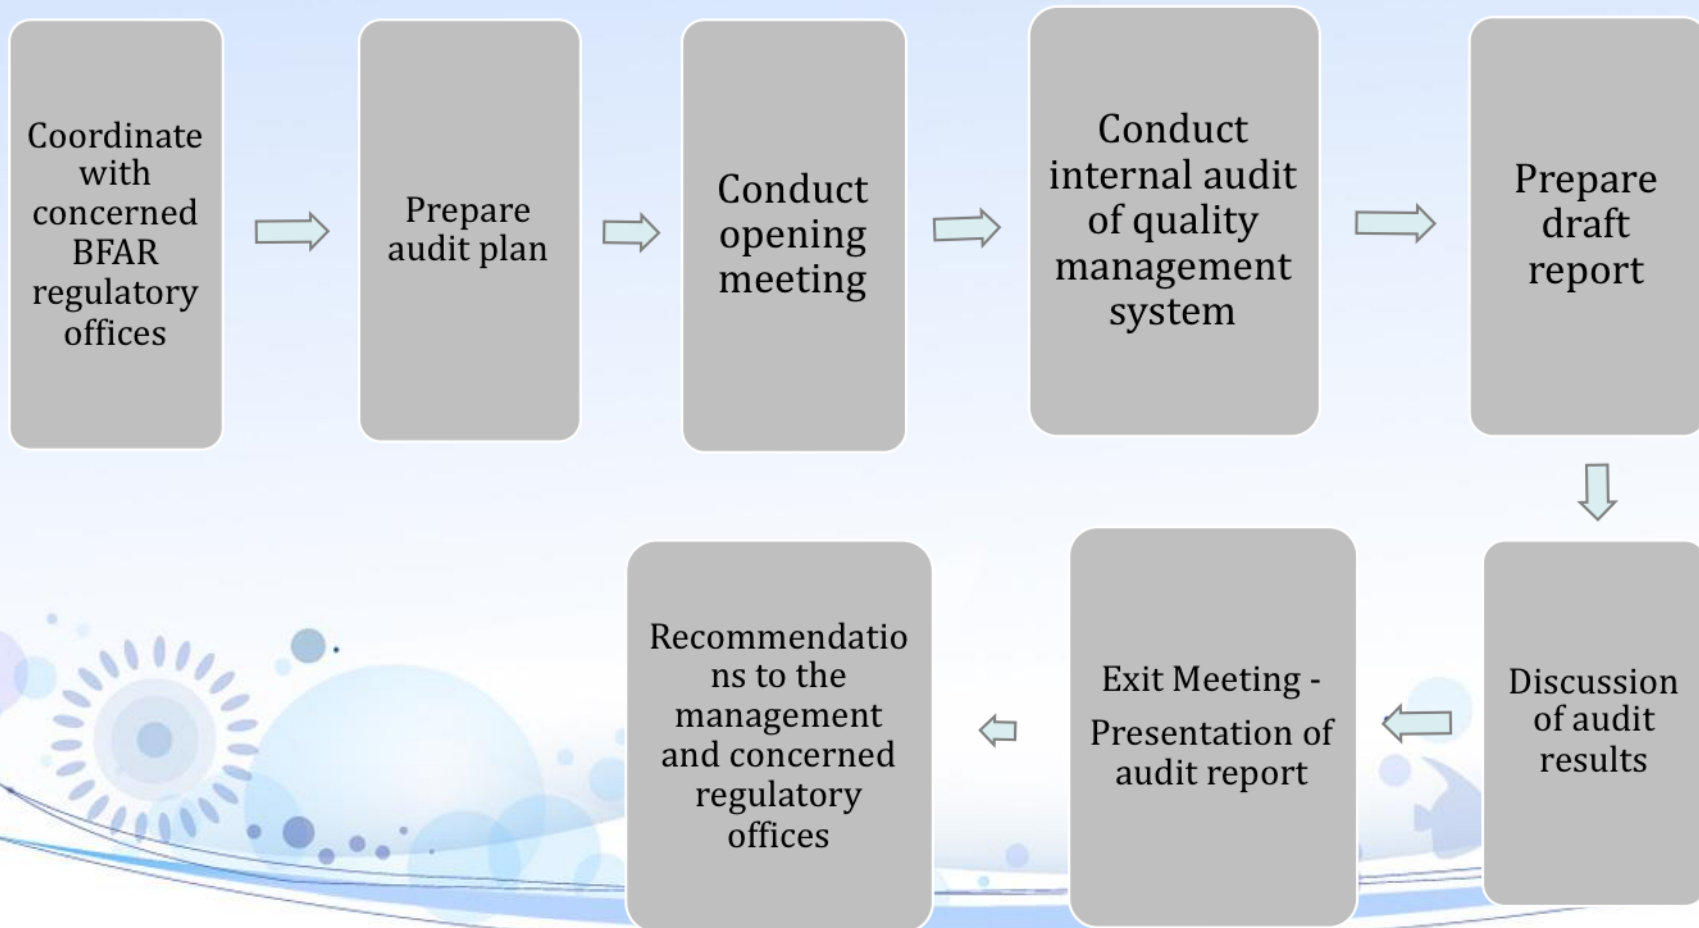 Coordinate
with
concerned
BFAR
regulatory
offices
Prepare
audit plan
Conduct
opening
meeting
Conduct
internal audit
of quality
management
system
Prepare
draft
report
Discussion
of audit
results
Exit Meeting -
Presentation of
audit report
Recommendatio
ns to the
management
and concerned
regulatory
offices